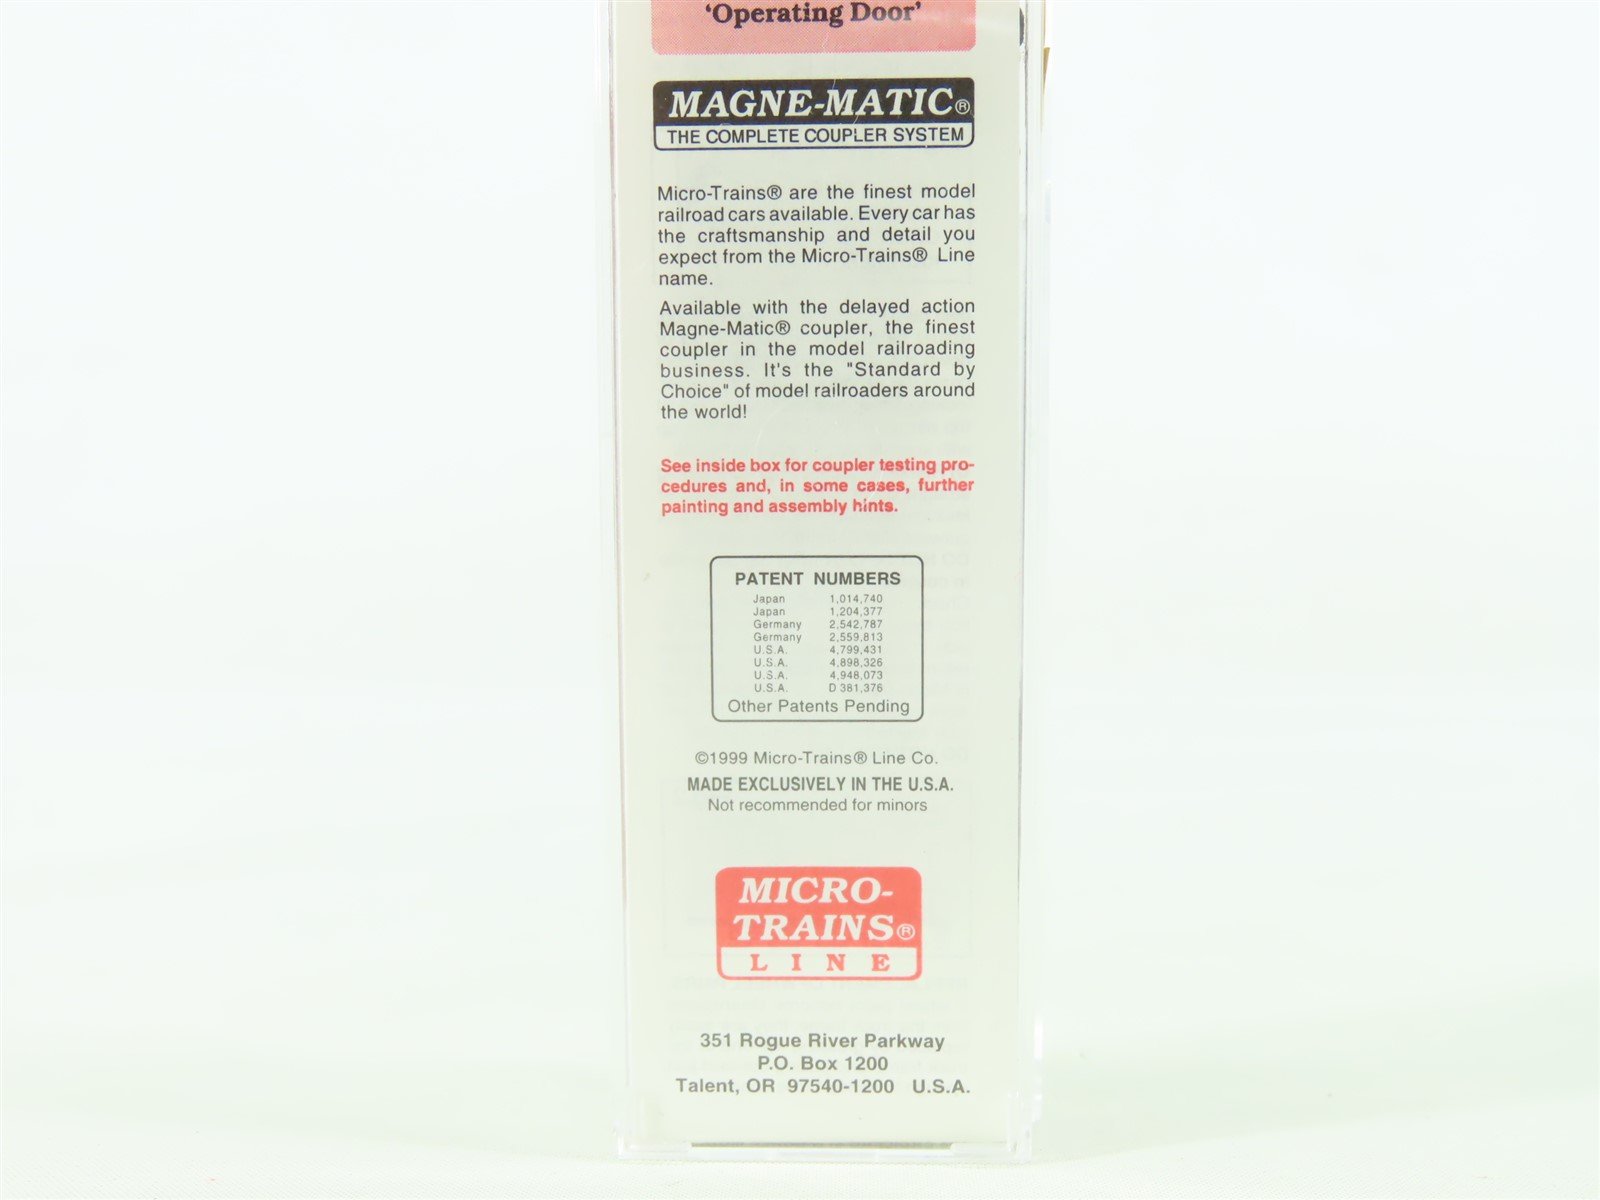 'Operating Door'
MAGNE-MATIC®
THE COMPLETE COUPLER SYSTEM
Micro-Trains® are the finest model
railroad cars available. Every car has
the craftsmanship and detail you
expect from the Micro-Trains® Line
name.
Available with the delayed action
Magne-Matic® coupler, the finest
coupler in the model railroading
business. It's the "Standard by
Choice" of model railroaders around
the world!
See inside box for coupler testing pro-
cedures and, in some cases, further
painting and assembly hints.
PATENT NUMBERS
Japan 1,014,740
Japan 1,204,377
Germany 2,542,787
Germany 2,559,813
U.S.A. 4,799,431
U.S.A. 4,898,326
U.S.A. 4,948,073
U.S.A. D 381,376
Other Patents Pending
©1999 Micro-Trains® Line Co.
MADE EXCLUSIVELY IN THE U.S.A.
Not recommended for minors
MICRO-
TRAINS®
LINE
351 Rogue River Parkway
P.O. Box 1200
Talent, OR 97540-1200 U.S.A.